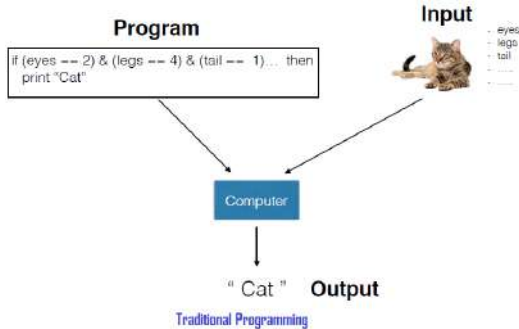 Program
if (eyes == 2) & (legs == 4) & (tail == 1)... then
print "Cat"
Input
- eyes
- legs
- tail
- .....
- .....
Computer
" Cat " Output
Traditional Programming